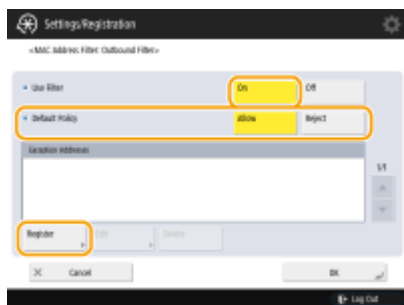 Settings/Registration
<MAC Address Filter: Outbound Filter>
Use Filter
On
Off
Default Policy
Allow
Reject
Exception Addresses
1/1
Register
Edit
Delete
Cancel
OK
Log Out